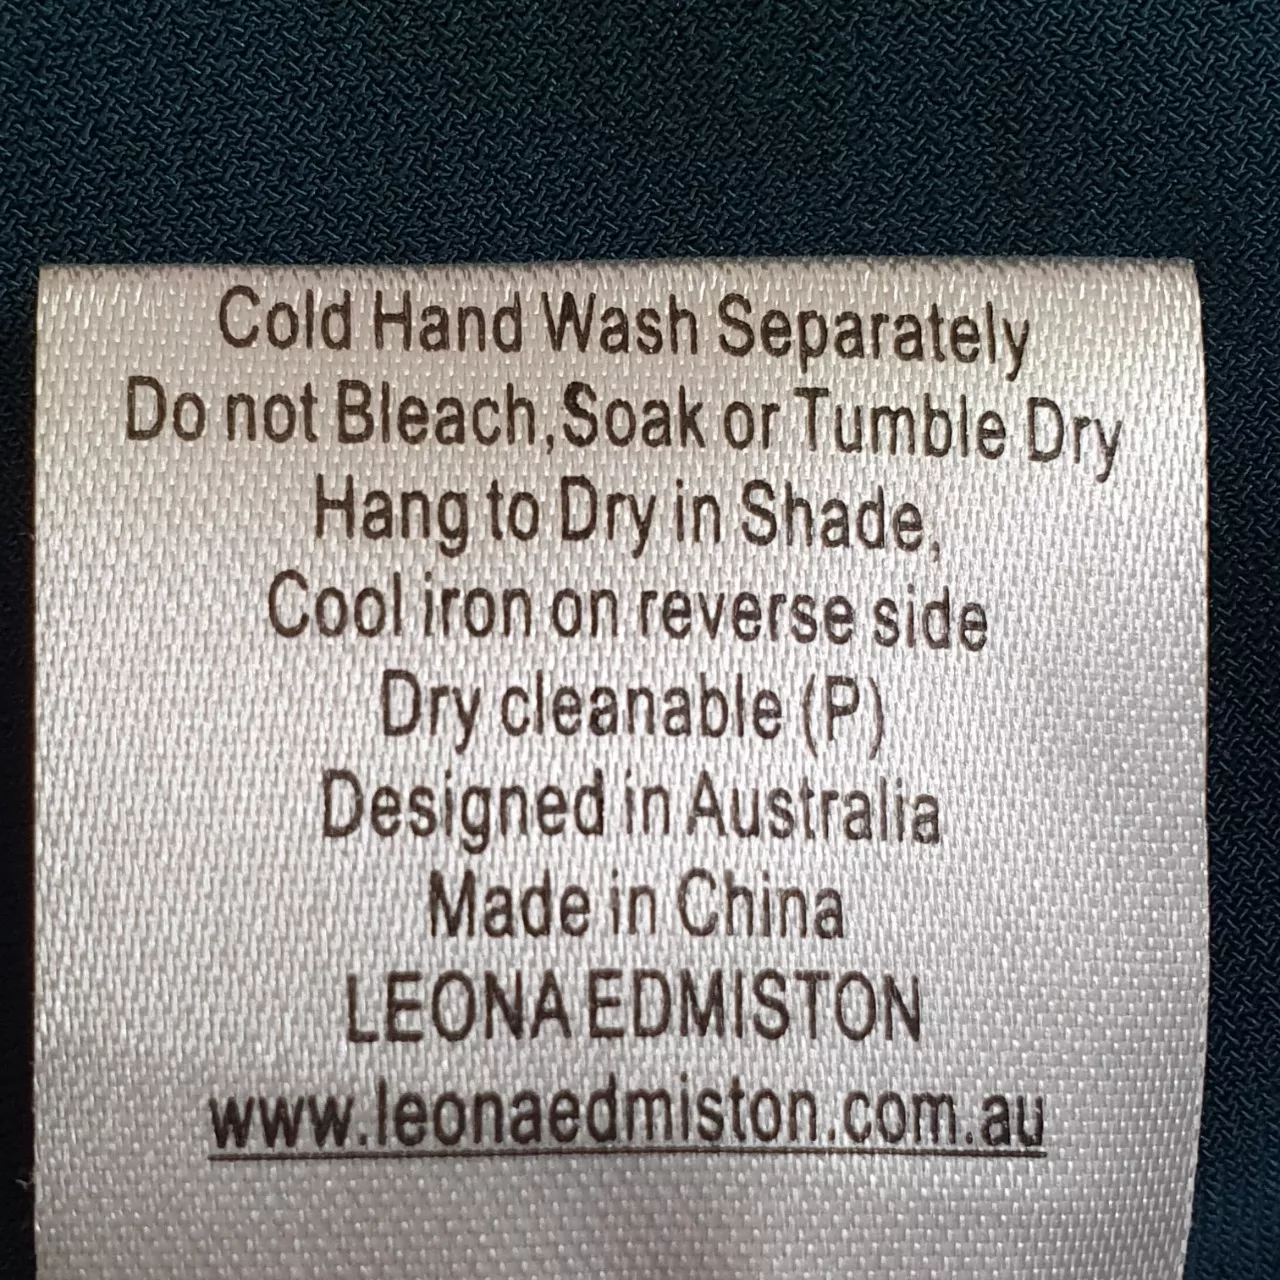 Cold Hand Wash Separately
Do not Bleach,Soak or Tumble Dry
Hang to Dry in Shade,
Cool iron on reverse side
Dry cleanable (P)
Designed in Australia
Made in China
LEONA EDMISTON
www.leonaedmiston.com.au